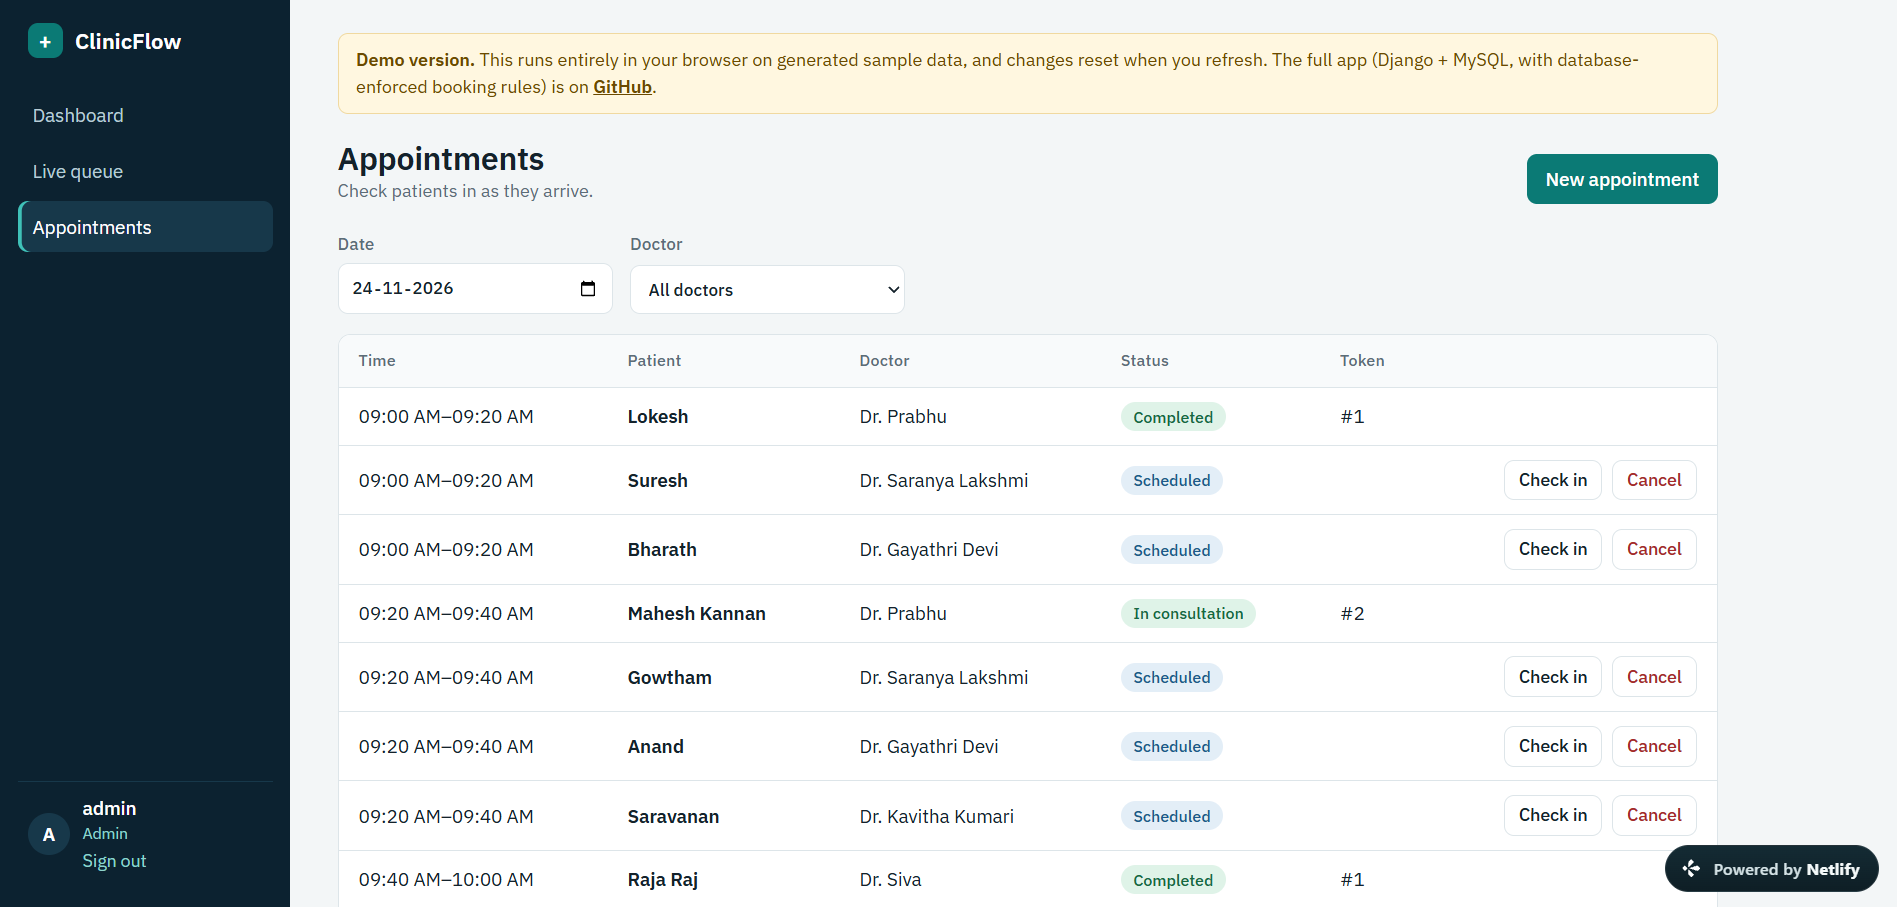 + ClinicFlow
Dashboard
Live queue
Appointments
admin
A
Admin
Sign out
Demo version. This runs entirely in your browser on generated sample data, and changes reset when you refresh. The full app (Django + MySQL, with database-
enforced booking rules) is on GitHub.
Appointments
Check patients in as they arrive.
New appointment
Date Doctor
24-11-2026 All doctors
Time Patient Doctor Status Token
09:00 AM–09:20 AM Lokesh Dr. Prabhu Completed #1
09:00 AM–09:20 AM Suresh Dr. Saranya Lakshmi Scheduled Check in Cancel
09:00 AM–09:20 AM Bharath Dr. Gayathri Devi Scheduled Check in Cancel
09:20 AM–09:40 AM Mahesh Kannan Dr. Prabhu In consultation #2
09:20 AM–09:40 AM Gowtham Dr. Saranya Lakshmi Scheduled Check in Cancel
09:20 AM–09:40 AM Anand Dr. Gayathri Devi Scheduled Check in Cancel
09:20 AM–09:40 AM Saravanan Dr. Kavitha Kumari Scheduled Check in Cancel
09:40 AM–10:00 AM Raja Raj Dr. Siva Completed #1
Powered by Netlify